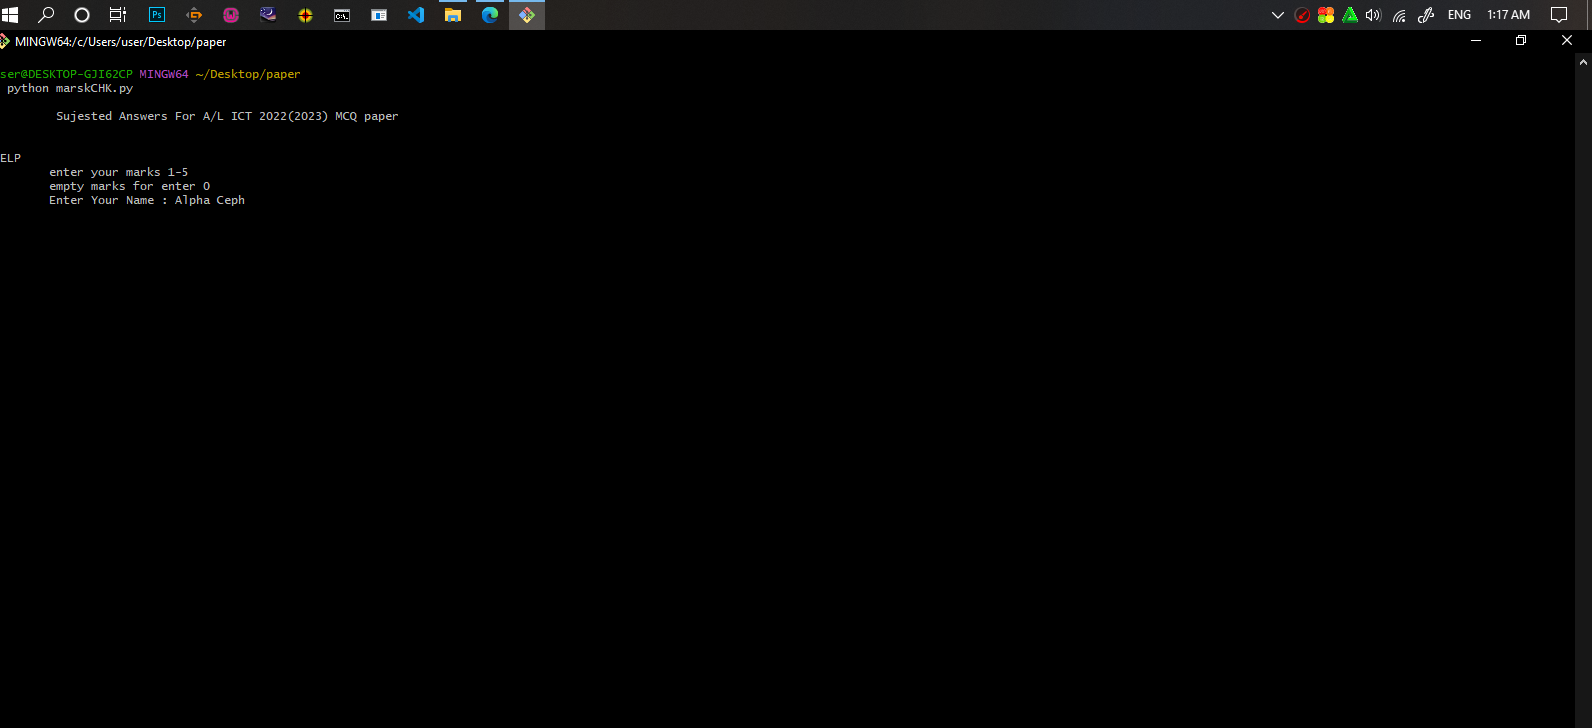 Ps
ENG
1:17 AM
MINGW64:/c/Users/user/Desktop/paper
ser@DESKTOP-GJI62CP MINGW64 ~/Desktop/paper
python marskCHK.py
Sujested Answers For A/L ICT 2022(2023) MCQ paper
ELP
enter your marks 1-5
empty marks for enter 0
Enter Your Name : Alpha Ceph